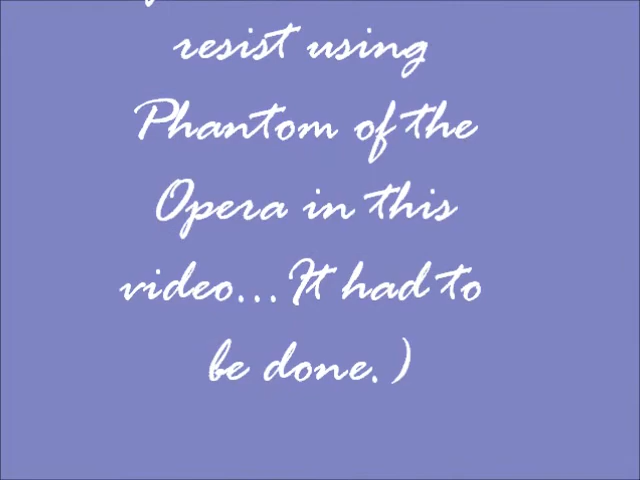 resist using
Phantom of the
Opera in this
video...It had to
be done.)